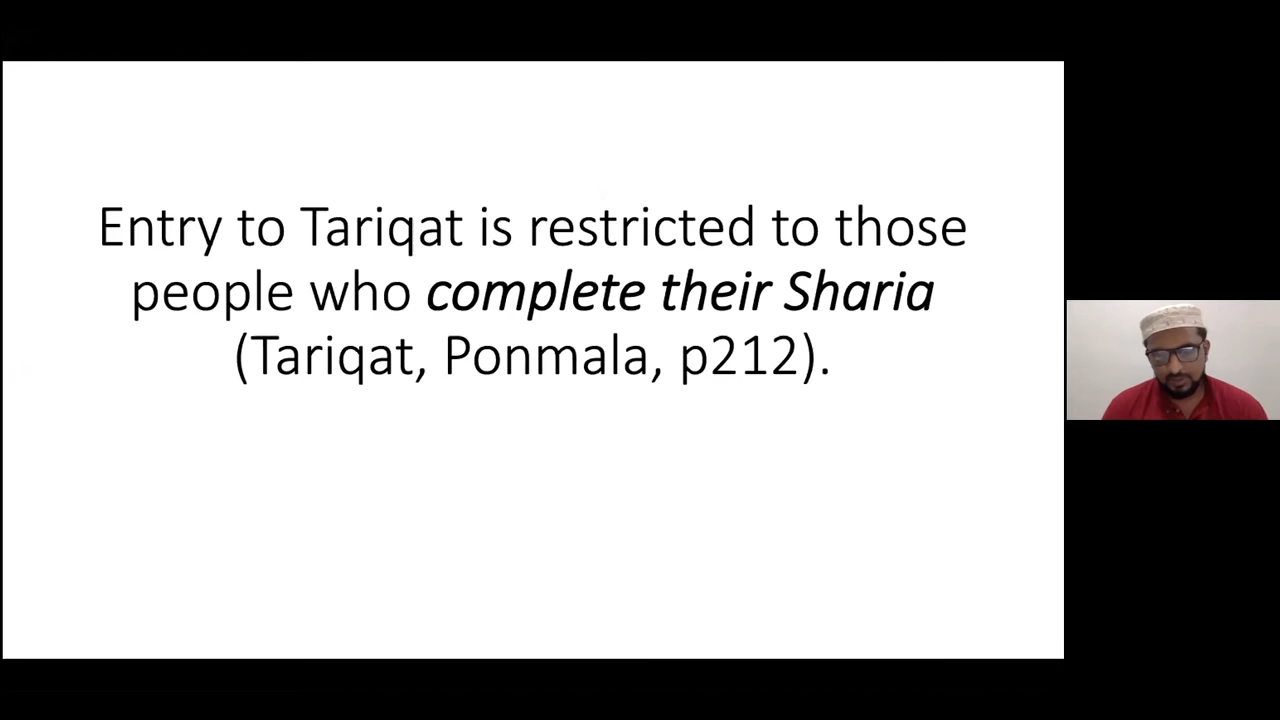 Entry to Tariqat is restricted to those
people who complete their Sharia
(Tariqat, Ponmala, p212).